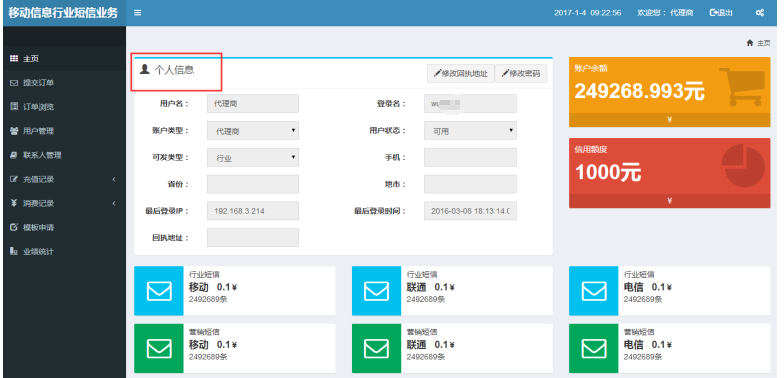 移动信息行业短信业务
2017-1-4 09:22:56 欢迎您：代理商 退出
主页
主页
提交订单
订单浏览
用户管理
联系人管理
充值记录
消费记录
模板申请
业绩统计
个人信息
修改回执地址 修改密码
用户名： 代理商 登录名：
账户类型： 代理商 用户状态： 可用
可发类型： 行业 手机：
省份： 地市：
最后登录IP： 192.168.3.214 最后登录时间： 2016-03-08 18:13:14.0
回执地址：
账户余额
249268.993元
¥
信用额度
1000元
¥
行业短信
移动 0.1¥
2492689条
行业短信
联通 0.1¥
2492689条
行业短信
电信 0.1¥
2492689条
营销短信
移动 0.1¥
2492689条
营销短信
联通 0.1¥
2492689条
营销短信
电信 0.1¥
2492689条